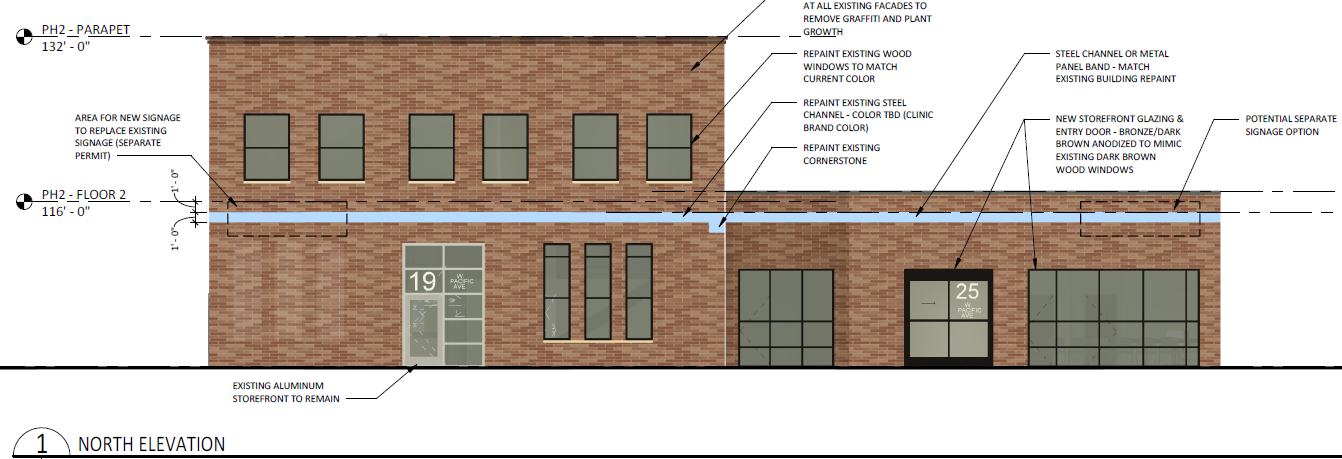 AT ALL EXISTING FACADES TO
REMOVE GRAFFITI AND PLANT
GROWTH
PH2 - PARAPET
132' - 0"
REPAINT EXISTING WOOD
WINDOWS TO MATCH
CURRENT COLOR
STEEL CHANNEL OR METAL
PANEL BAND - MATCH
EXISTING BUILDING REPAINT
AREA FOR NEW SIGNAGE
TO REPLACE EXISTING
SIGNAGE (SEPARATE
PERMIT)
REPAINT EXISTING STEEL
CHANNEL - COLOR TBD (CLINIC
BRAND COLOR)
NEW STOREFRONT GLAZING &
ENTRY DOOR - BRONZE/DARK
BROWN ANODIZED TO MIMIC
EXISTING DARK BROWN
WOOD WINDOWS
POTENTIAL SEPARATE
SIGNAGE OPTION
REPAINT EXISTING
CORNERSTONE
PH2 - FLOOR 2
116' - 0"
1' - 0"
1' - 0"
19
W.
PACIFIC
AVE
25
W.
PACIFIC
AVE
EXISTING ALUMINUM
STOREFRONT TO REMAIN
1
NORTH ELEVATION